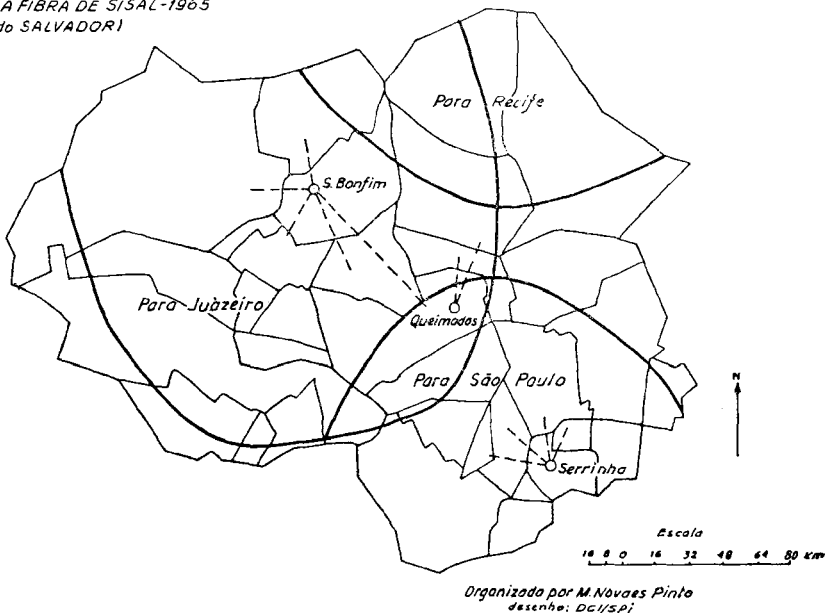 A FIBRA DE SISAL-1965
do SALVADOR)
Para Recife
S. Bonfim
Para Juàzeiro
Queimadas
Para São Paulo
N
Serrinha
Escala
16 8 0 16 32 48 64 80 Km
Organizado por M. Novaes Pinto
desenho: DGI/SPi